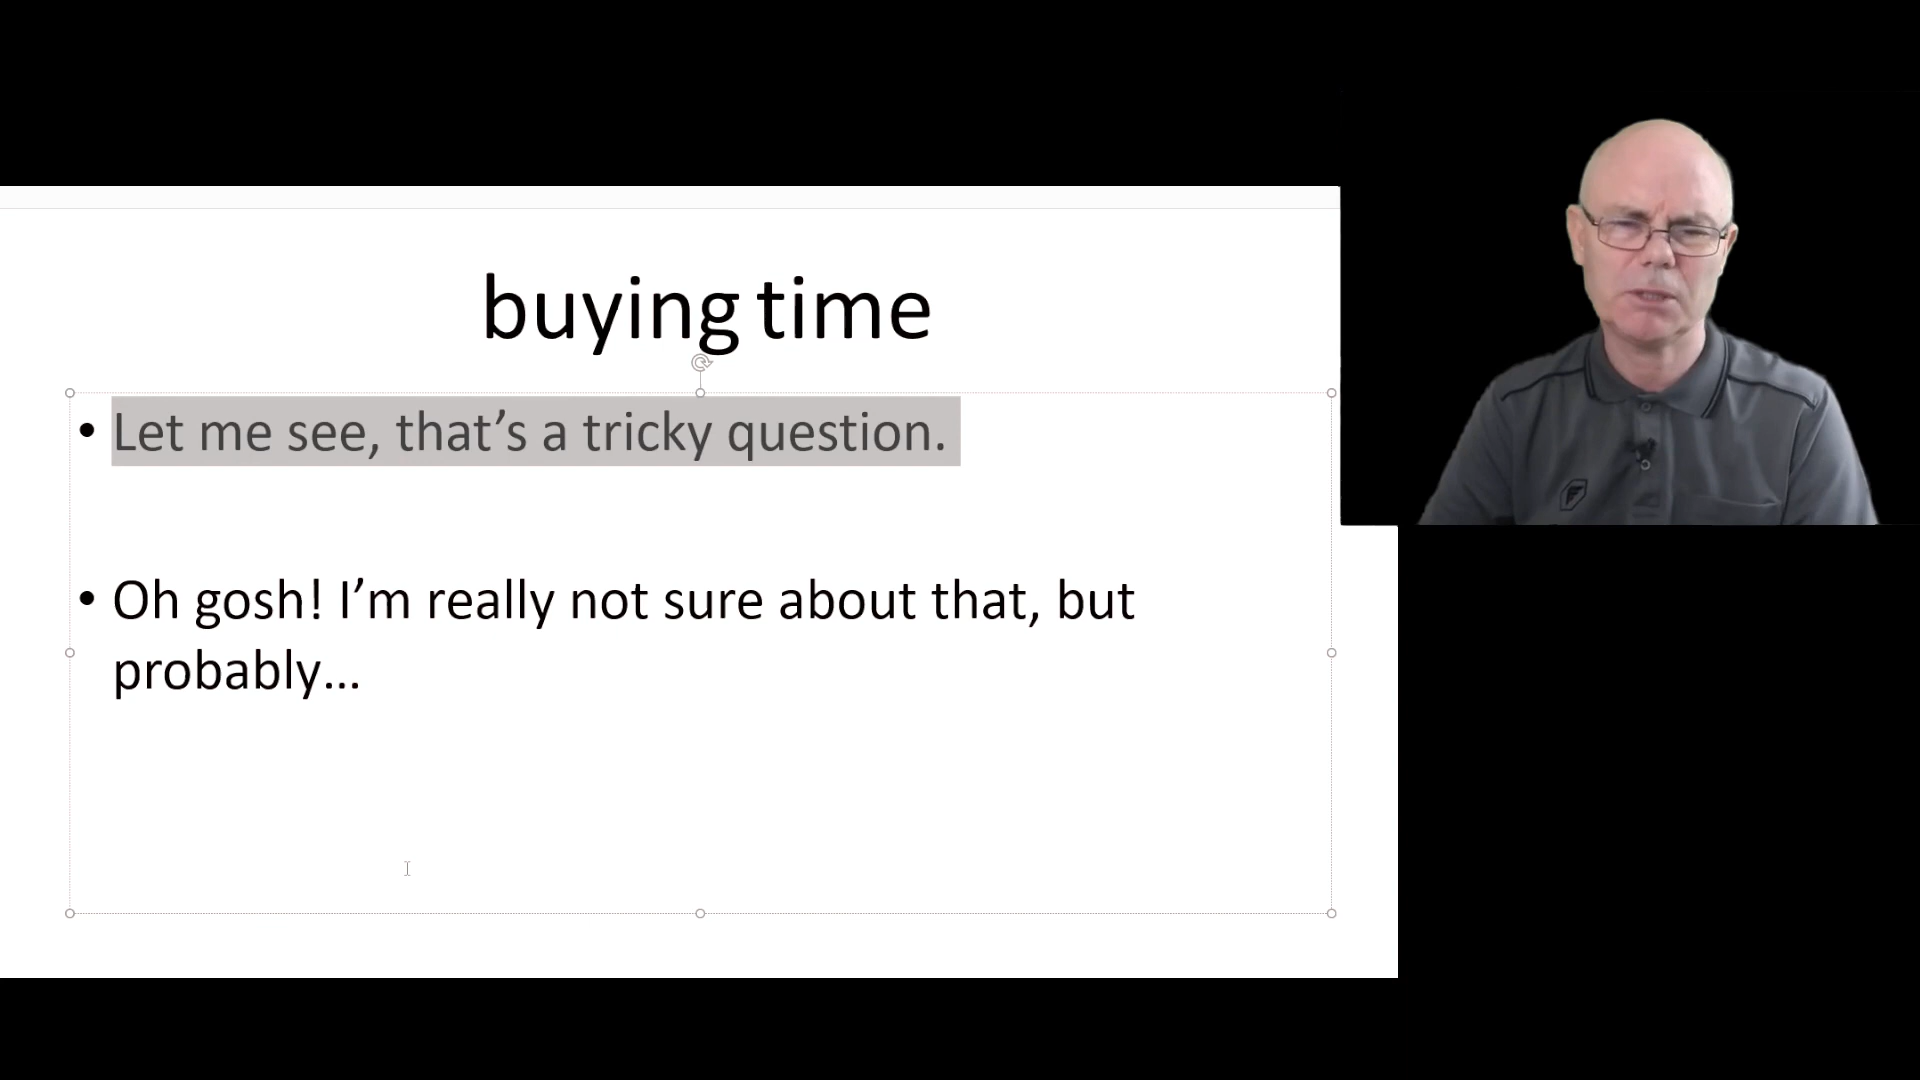 buying time
• Let me see, that’s a tricky question.
• Oh gosh! I’m really not sure about that, but
probably...